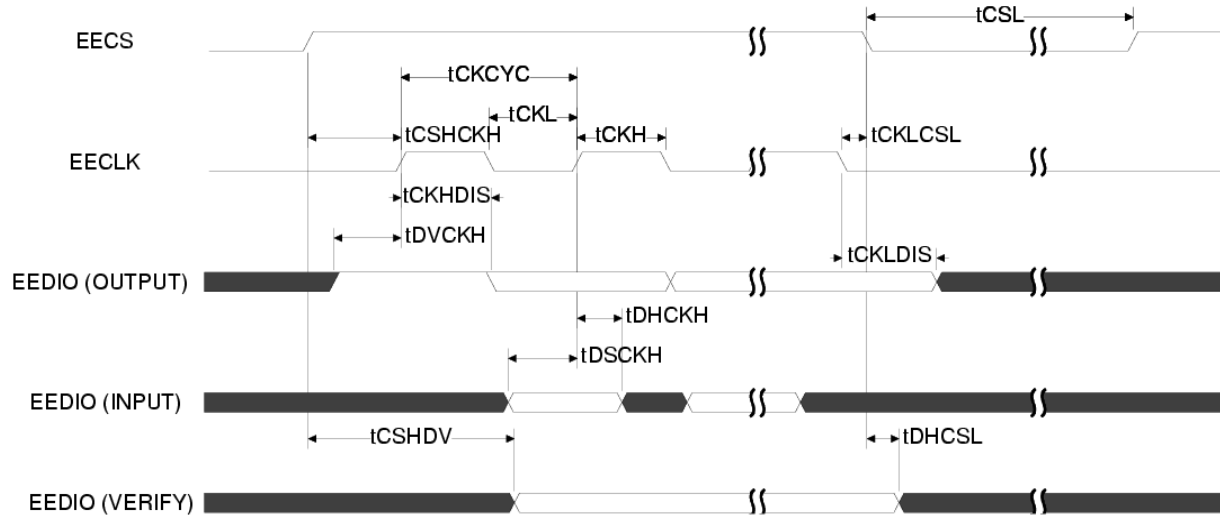 tCSL
EECS
tCKCYC
tCKL
tCSHCKH
tCKH
tCKLCSL
EECLK
tCKHDIS
tDVCKH
tCKLDIS
EEDIO (OUTPUT)
tDHCKH
tDSCKH
EEDIO (INPUT)
tCSHDV
tDHCSL
EEDIO (VERIFY)